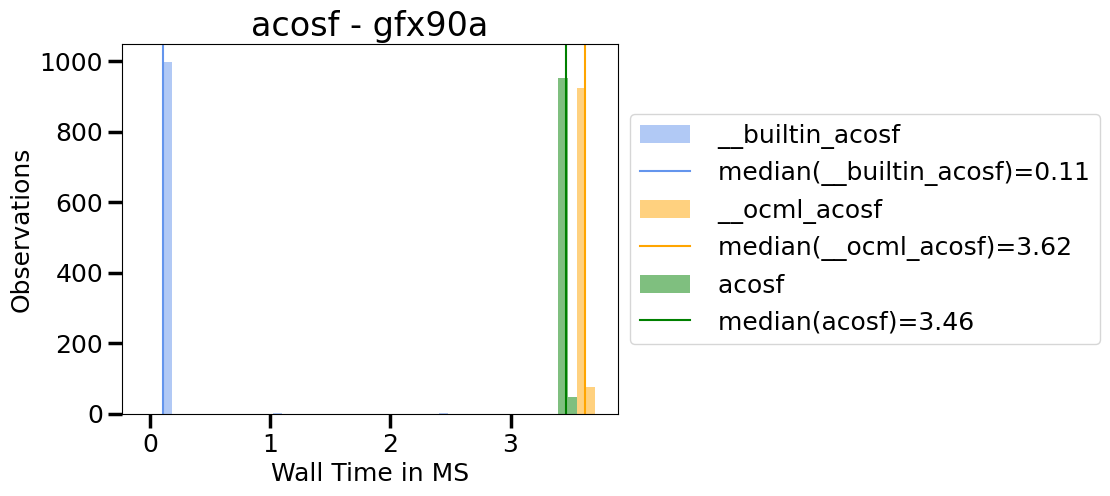 acosf - gfx90a
1000
800
600
400
200
0
Observations
0 1 2 3
Wall Time in MS
__builtin_acosf
median(__builtin_acosf)=0.11
__ocml_acosf
median(__ocml_acosf)=3.62
acosf
median(acosf)=3.46